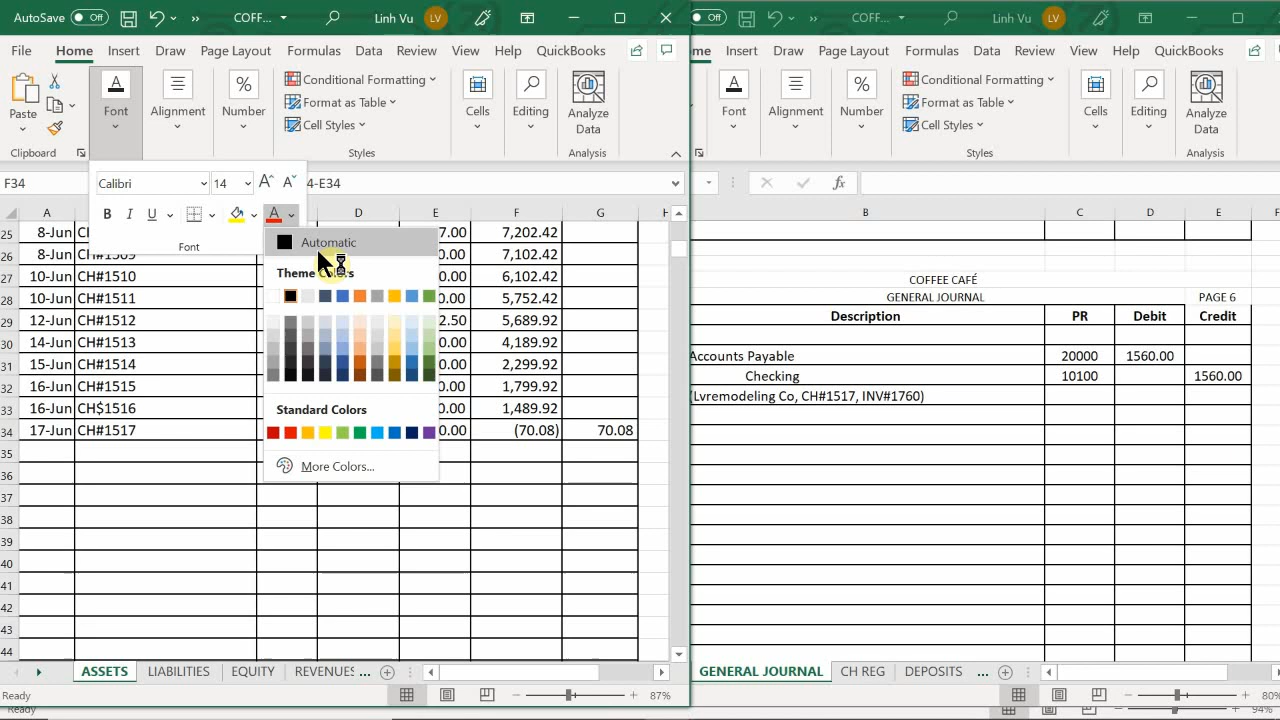 AutoSave Off COFF... Linh Vu LV
File Home Insert Draw Page Layout Formulas Data Review View Help QuickBooks
Paste
Clipboard
Font
Alignment
Number
Conditional Formatting
Format as Table
Cell Styles
Styles
Cells
Editing
Analyze
Data
Analysis
F34 4-E34
Calibri 14
B I U A
Font
Automatic
Theme Colors
Standard Colors
More Colors...
A D E F G H
25 8-Jun 7.00 7,202.42
26 8-Jun CH#1509 0.00 7,102.42
27 10-Jun CH#1510 0.00 6,102.42
28 10-Jun CH#1511 0.00 5,752.42
29 12-Jun CH#1512 2.50 5,689.92
30 14-Jun CH#1513 0.00 4,189.92
31 15-Jun CH#1514 0.00 2,299.92
32 16-Jun CH#1515 0.00 1,799.92
33 16-Jun CH$1516 0.00 1,489.92
34 17-Jun CH#1517 0.00 (70.08) 70.08
35
36
37
38
39
40
41
42
43
44
ASSETS LIABILITIES EQUITY REVENUES ...
Ready 87%
Ready
Off COFF... Linh Vu LV
me Insert Draw Page Layout Formulas Data Review View Help QuickBooks
Font
Alignment
Number
Conditional Formatting
Format as Table
Cell Styles
Styles
Cells
Editing
Analyze
Data
Analysis
fx
B C D E F
COFFEE CAFÉ
GENERAL JOURNAL PAGE 6
Description PR Debit Credit
Accounts Payable 20000 1560.00
Checking 10100 1560.00
(Lvremodeling Co, CH#1517, INV#1760)
GENERAL JOURNAL CH REG DEPOSITS ...
80%
94%